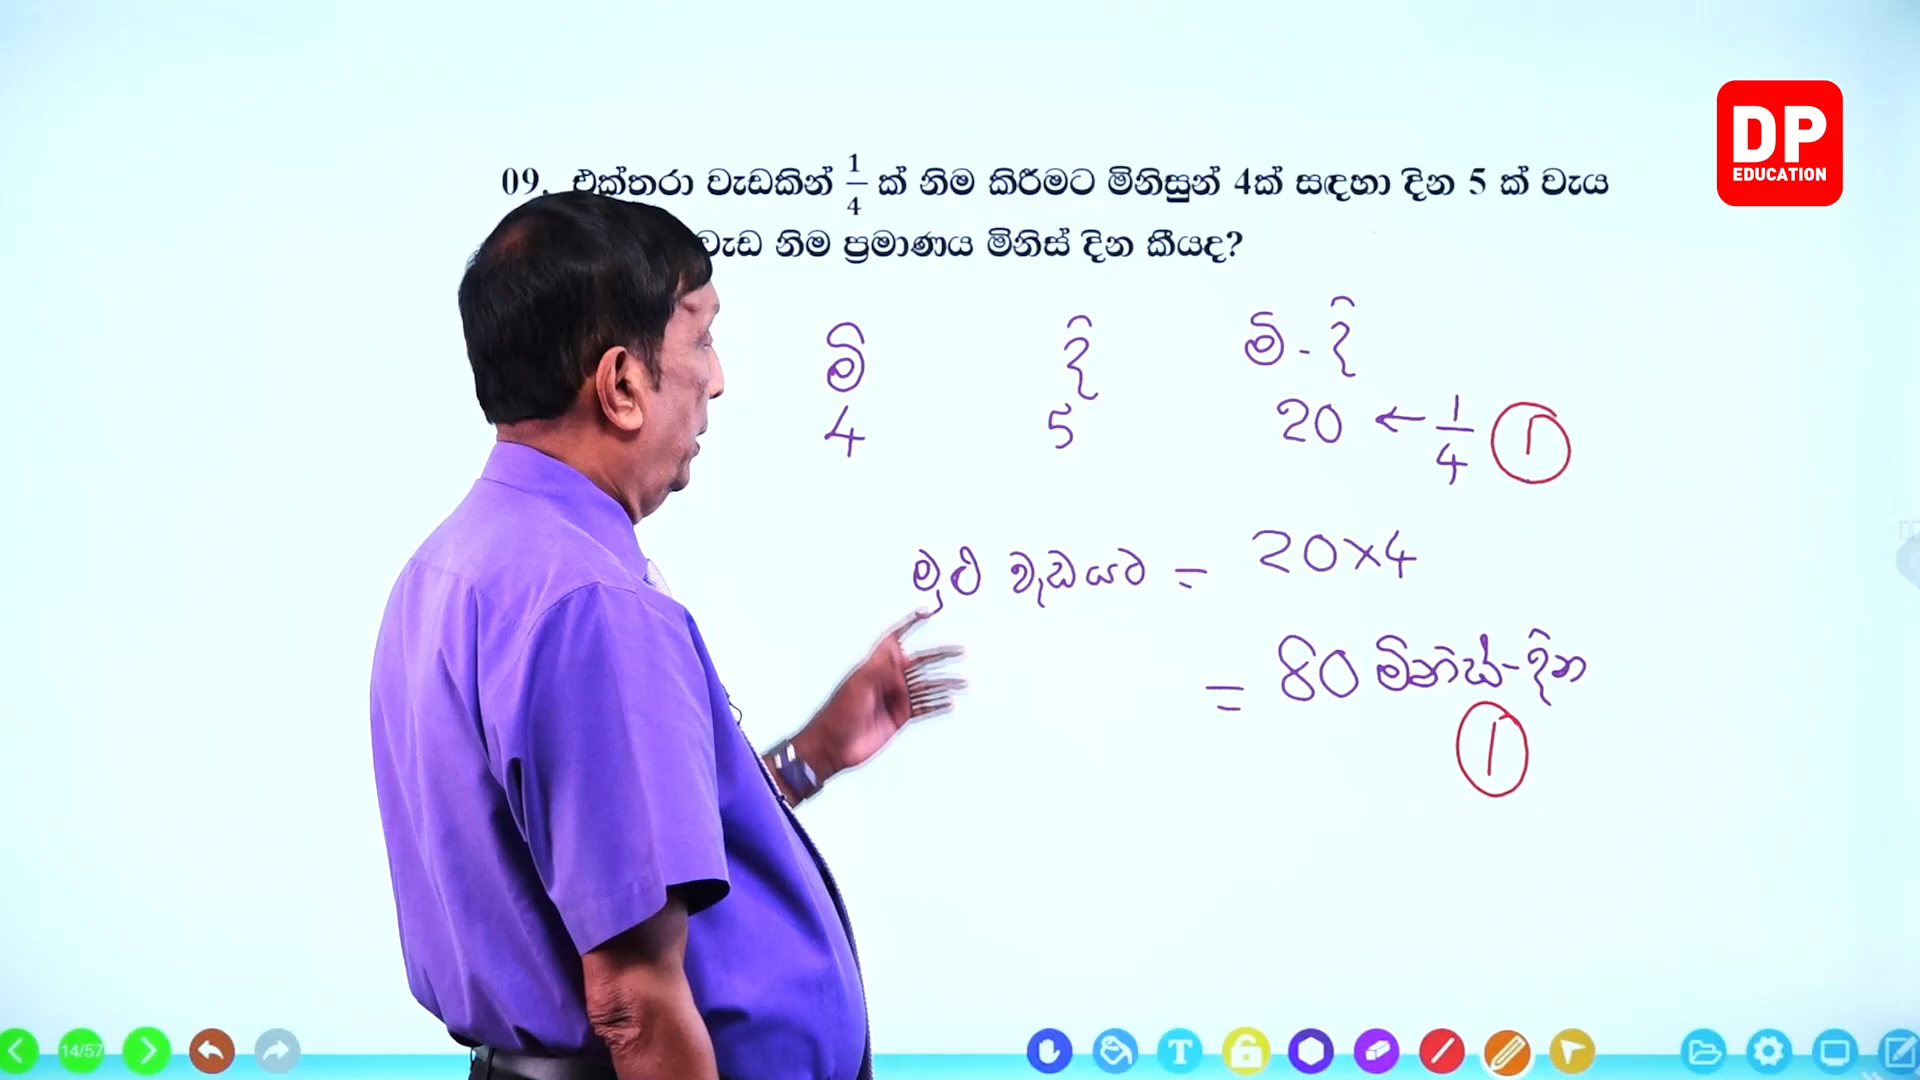 DP
EDUCATION
09. එක්තරා වැඩකින් 1/4 ක් නිම කිරීමට මිනිසුන් 4ක් සඳහා දින 5 ක් වැය
වැඩ නිම ප්‍රමාණය මිනිස් දින කීයද?
මි දි මි - දි
4 5 20 ← 1/4 ①
මුළු වැඩයට = 20×4
= 80 මිනිස්-දින
①
14/57
T